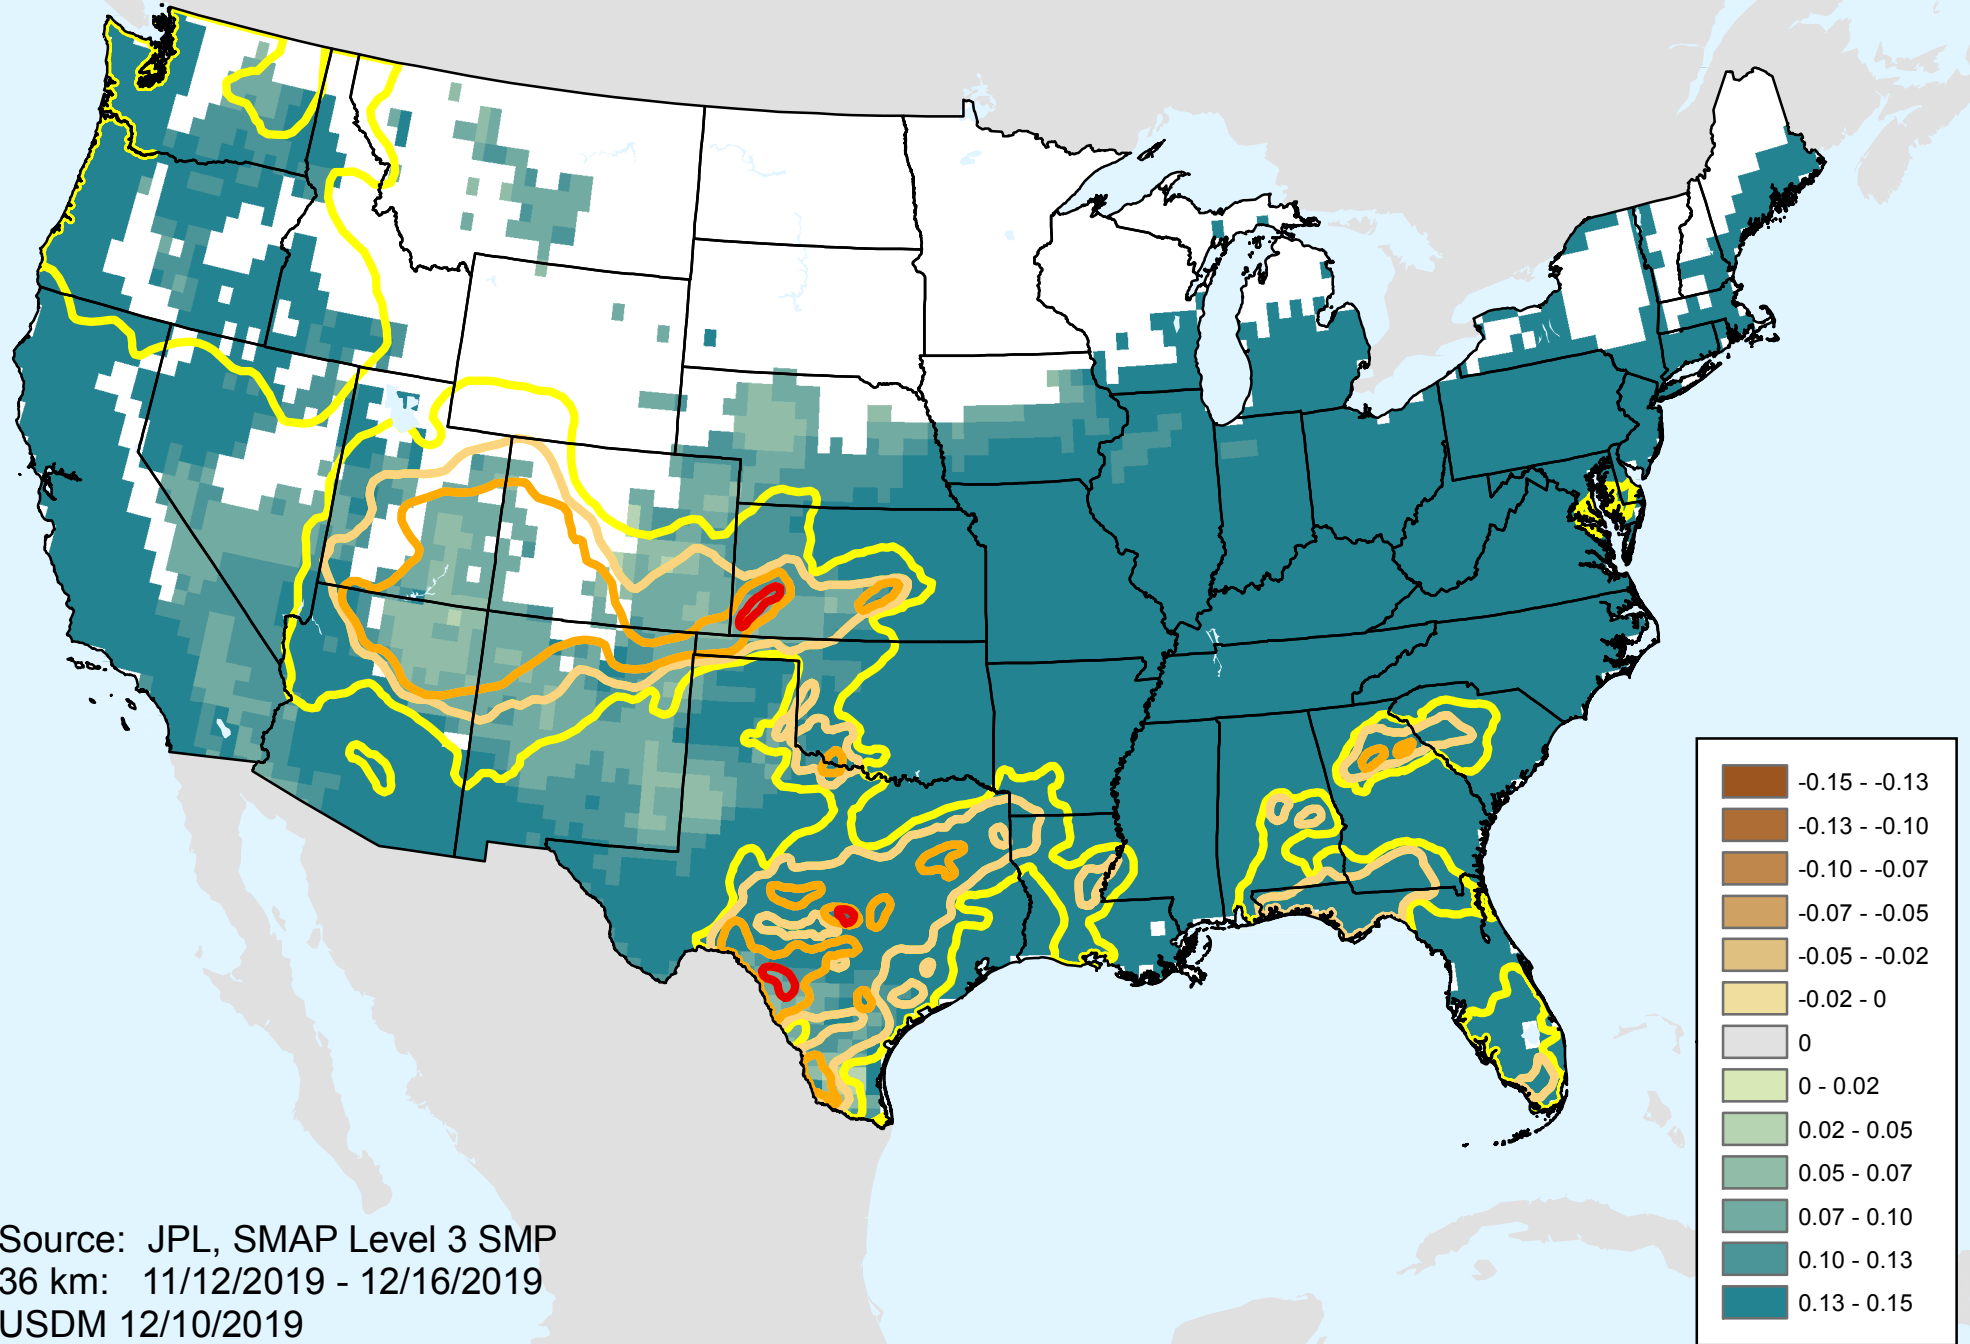 -0.15 - -0.13
-0.13 - -0.10
-0.10 - -0.07
-0.07 - -0.05
-0.05 - -0.02
-0.02 - 0
0
0 - 0.02
0.02 - 0.05
0.05 - 0.07
0.07 - 0.10
0.10 - 0.13
0.13 - 0.15
Source: JPL, SMAP Level 3 SMP
36 km: 11/12/2019 - 12/16/2019
USDM 12/10/2019